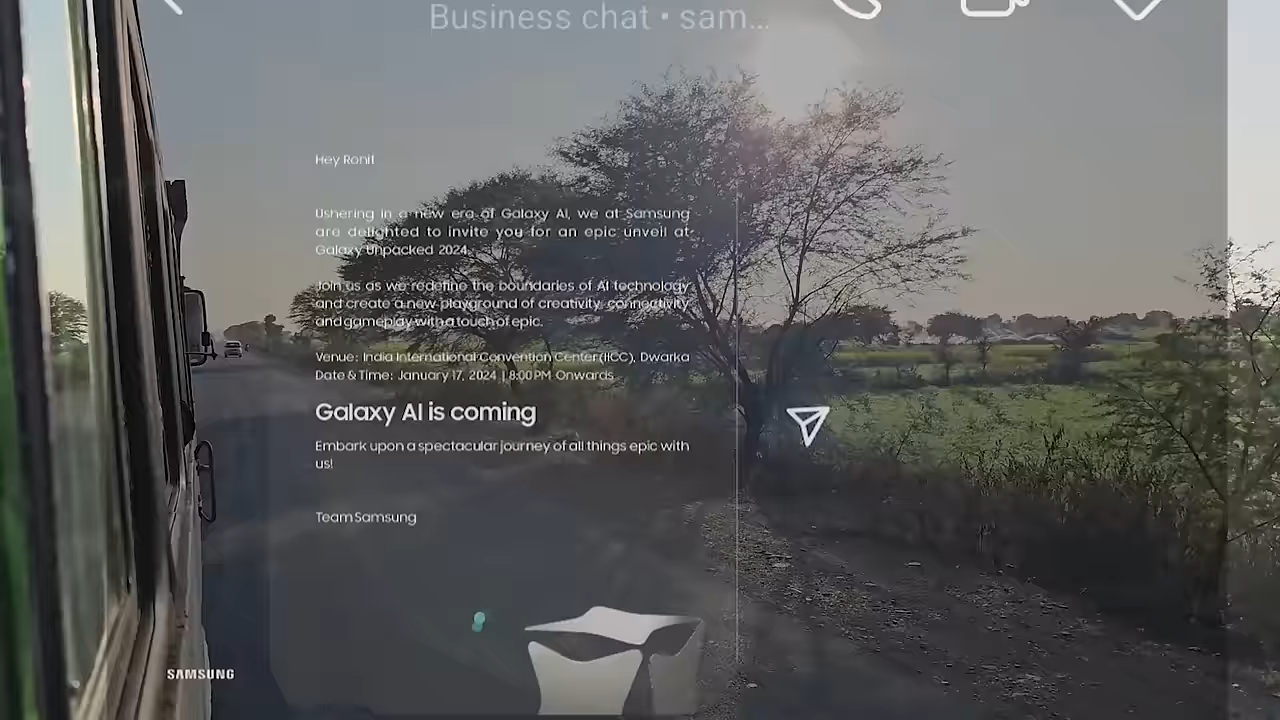 Business chat • sam...
Hey Ronit
Ushering in a new era of Galaxy AI, we at Samsung
are delighted to invite you for an epic unveil at
Galaxy Unpacked 2024.
Join us as we redefine the boundaries of AI technology
and create a new playground of creativity, connectivity
and gameplay with a touch of epic.
Venue: India International Convention Center (IICC), Dwarka
Date & Time: January 17, 2024 | 8:00 PM Onwards
Galaxy AI is coming
Embark upon a spectacular journey of all things epic with
us!
Team Samsung
SAMSUNG